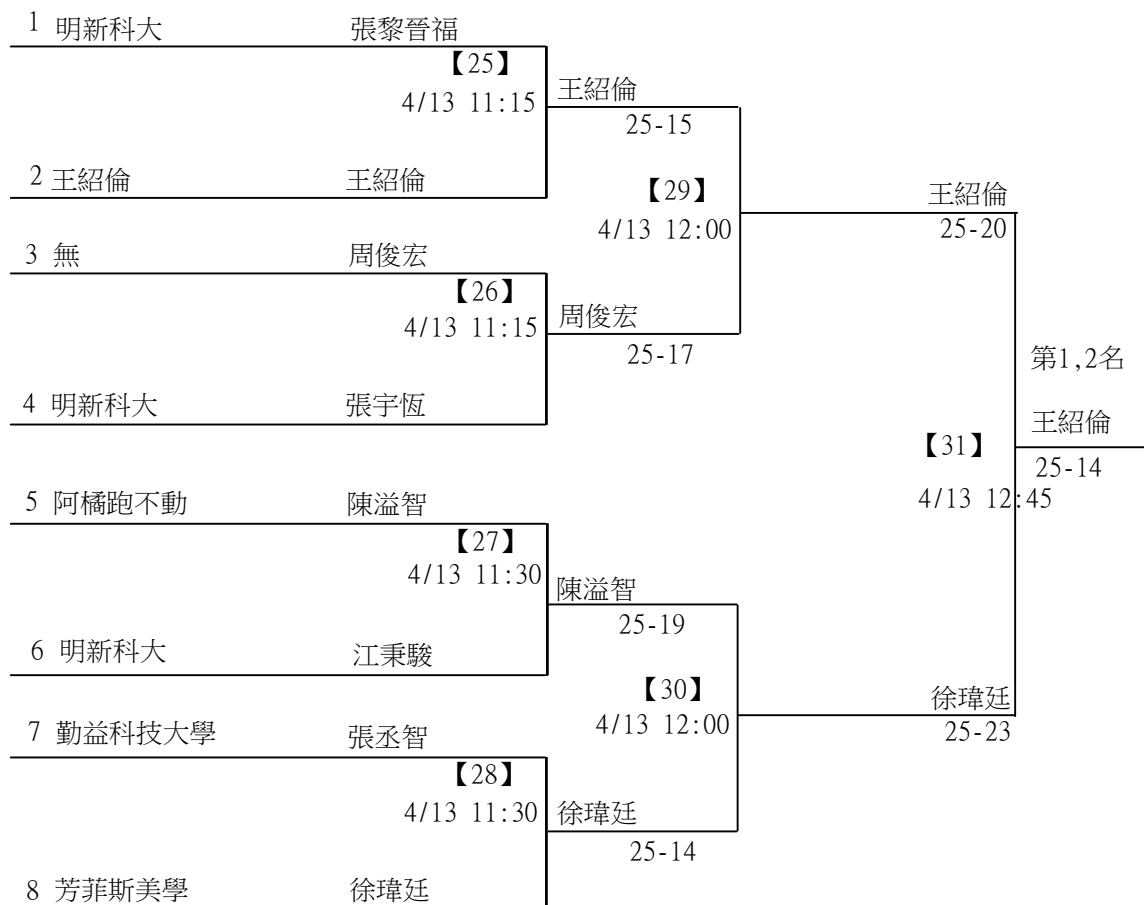 1 明新科大 張黎晉福
【25】
4/13 11:15
王紹倫
25-15
2 王紹倫 王紹倫
【29】
4/13 12:00
王紹倫
25-20
3 無 周俊宏
【26】
4/13 11:15
周俊宏
25-17
4 明新科大 張宇恆
第1,2名
王紹倫
【31】
25-14
4/13 12:45
5 阿橘跑不動 陳溢智
【27】
4/13 11:30
陳溢智
25-19
6 明新科大 江秉駿
【30】
4/13 12:00
徐瑋廷
25-23
7 勤益科技大學 張丞智
【28】
4/13 11:30
徐瑋廷
25-14
8 芳菲斯美學 徐瑋廷